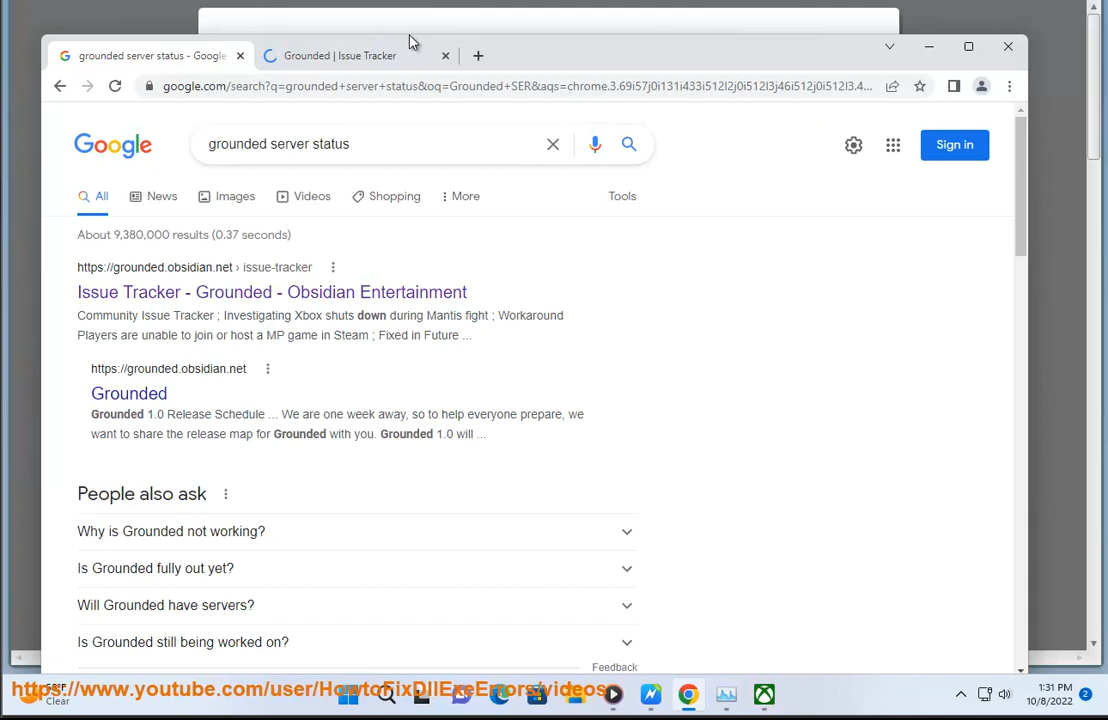 grounded server status - Google
Grounded | Issue Tracker
google.com/search?q=grounded+server+status&oq=Grounded+SER&aqs=chrome.3.69i57j0i131i433i512l2j0i512l3j46i512j0i512l3.4...
Google
grounded server status
Sign in
All
News
Images
Videos
Shopping
More
Tools
About 9,380,000 results (0.37 seconds)
https://grounded.obsidian.net › issue-tracker
Issue Tracker - Grounded - Obsidian Entertainment
Community Issue Tracker ; Investigating Xbox shuts down during Mantis fight ; Workaround
Players are unable to join or host a MP game in Steam ; Fixed in Future ...
https://grounded.obsidian.net
Grounded
Grounded 1.0 Release Schedule ... We are one week away, so to help everyone prepare, we
want to share the release map for Grounded with you. Grounded 1.0 will ...
People also ask
Why is Grounded not working?
Is Grounded fully out yet?
Will Grounded have servers?
Is Grounded still being worked on?
Feedback
https://www.youtube.com/user/HowtoFixDllExeErrors/videos
Clear
1:31 PM
10/8/2022
2